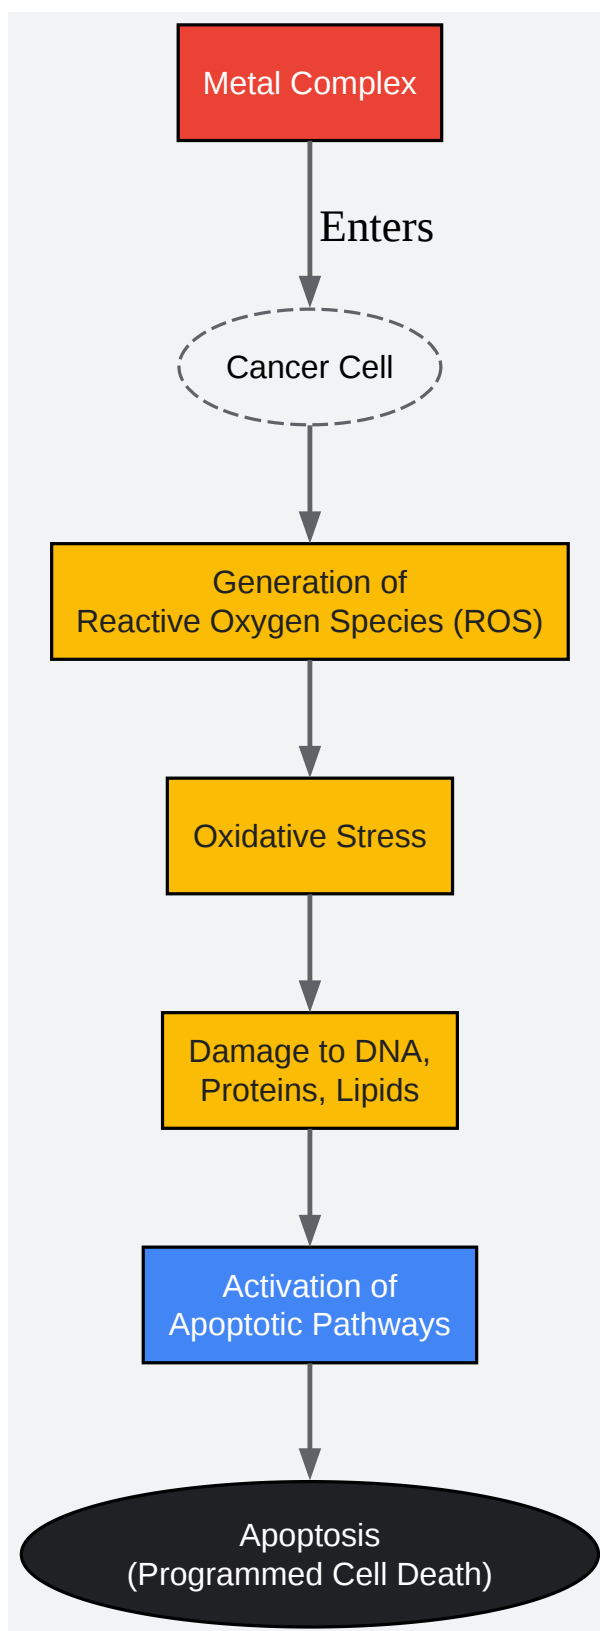 Metal Complex
Enters
Cancer Cell
Generation of
Reactive Oxygen Species (ROS)
Oxidative Stress
Damage to DNA,
Proteins, Lipids
Activation of
Apoptotic Pathways
Apoptosis
(Programmed Cell Death)